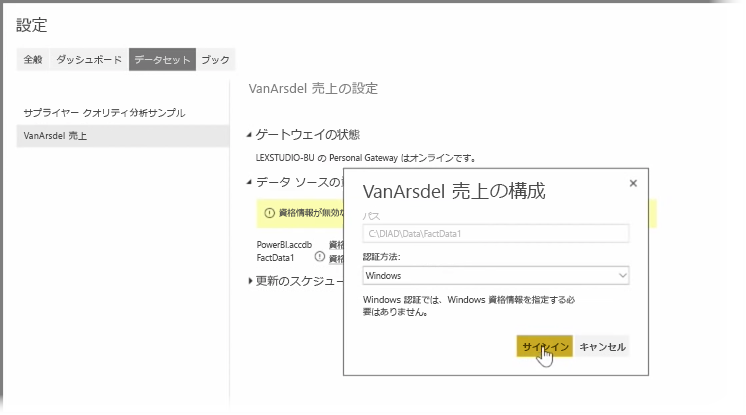 設定
全般 ダッシュボード データセット ブック
サプライヤー クオリティ分析サンプル
VanArsdel 売上
VanArsdel 売上の設定
ゲートウェイの状態
LEXSTUDIO-BU の Personal Gateway はオンラインです。
データ ソースの
資格情報が無効な
PowerBI.accdb 資格
FactData1 資格
更新のスケジュー
VanArsdel 売上の構成
パス
C:\DIAD\Data\FactData1
認証方法:
Windows
Windows 認証では、Windows 資格情報を指定する必
要はありません。
サインイン キャンセル